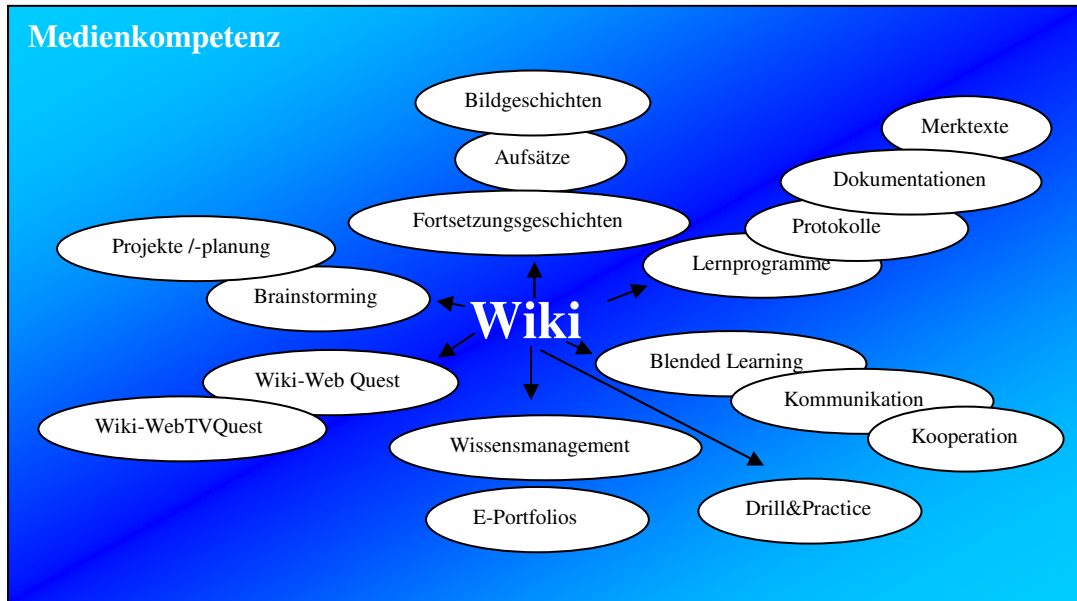 Medienkompetenz
Bildgeschichten
Aufsätze
Fortsetzungsgeschichten
Merktexte
Dokumentationen
Protokolle
Lernprogramme
Projekte /-planung
Brainstorming
Wiki
Wiki-Web Quest
Wiki-WebTVQuest
Blended Learning
Kommunikation
Kooperation
Wissensmanagement
E-Portfolios
Drill&Practice